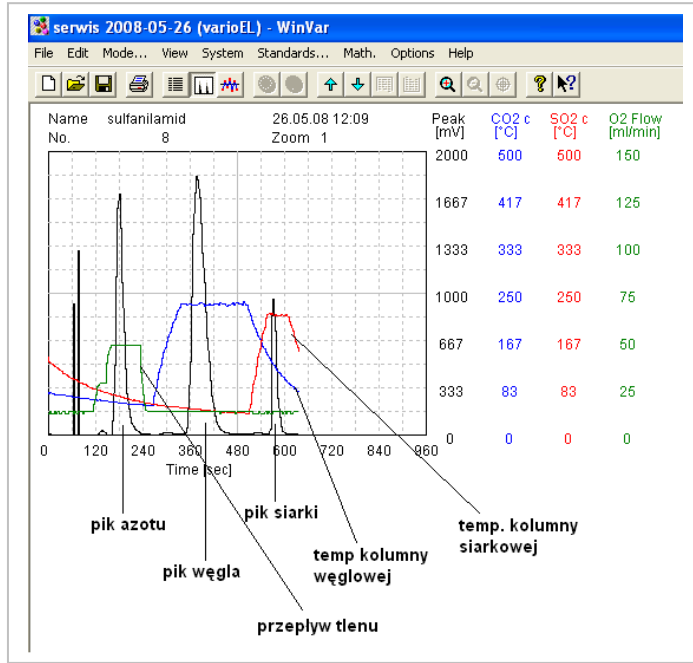 serwis 2008-05-26 (varioEL) - WinVar
File Edit Mode... View System Standards... Math. Options Help
Name sulfanilamid 26.05.08 12:09 Peak CO2 c SO2 c O2 Flow
No. 8 Zoom 1 [mV] [°C] [°C] [ml/min]
2000 500 500 150
1667 417 417 125
1333 333 333 100
1000 250 250 75
667 167 167 50
333 83 83 25
0 0 0 0
0 120 240 360 480 600 720 840 960
Time [sec]
pik azotu
pik siarki
temp. kolumny
siarkowej
temp kolumny
węglowej
pik węgla
przepływ tlenu